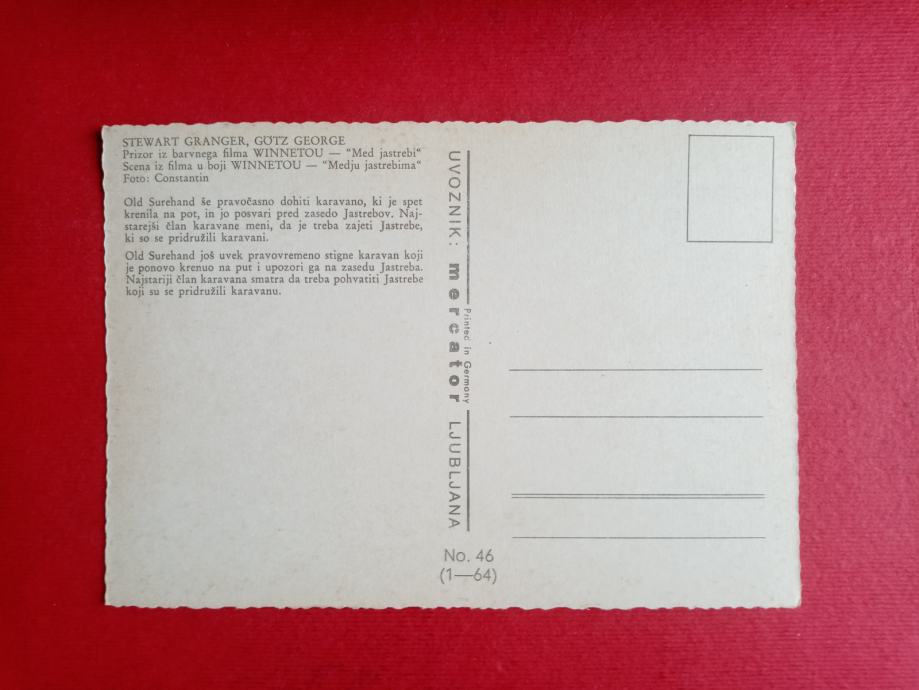 STEWART GRANGER, GÖTZ GEORGE
Prizor iz barvnega filma WINNETOU — “Med jastrebi“
Scena iz filma u boji WINNETOU — “Medju jastrebima“
Foto: Constantin
Old Surehand še pravočasno dohiti karavano, ki je spet
krenila na pot, in jo posvari pred zasedo Jastrebov. Naj-
starejši član karavane meni, da je treba zajeti Jastrebe,
ki so se pridružili karavani.
Old Surehand još uvek pravovremeno stigne karavan koji
je ponovo krenuo na put i upozori ga na zasedu Jastreba.
Najstariji član karavana smatra da treba pohvatiti Jastrebe
koji su se pridružili karavanu.
UVOZNIK: mercator LJUBLJANA
Printed in Germany
No. 46
(1—64)